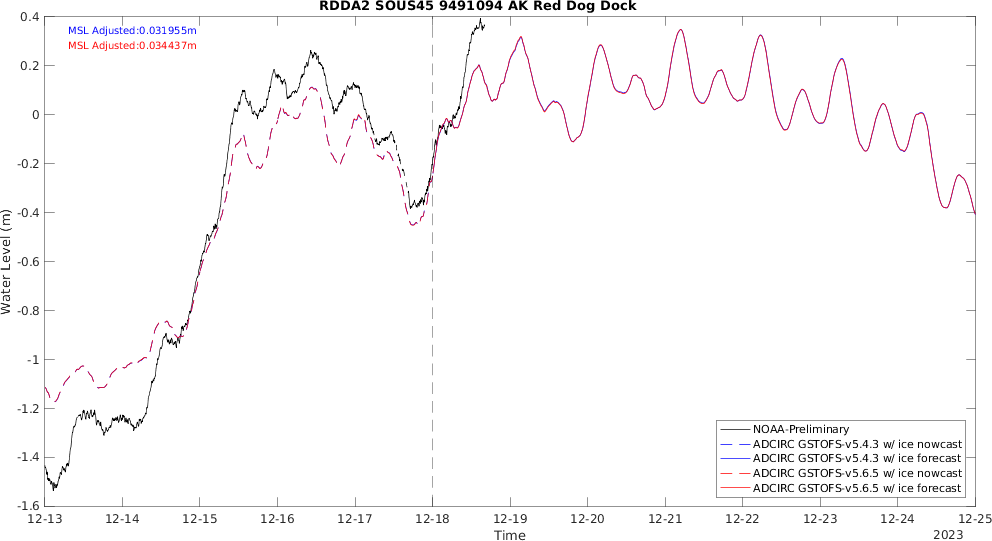 RDDA2 SOUS45 9491094 AK Red Dog Dock
MSL Adjusted:0.031955m
MSL Adjusted:0.034437m
0.4
0.2
0
-0.2
-0.4
-0.6
-0.8
-1
-1.2
-1.4
-1.6
Water Level (m)
NOAA-Preliminary
ADCIRC GSTOFS-v5.4.3 w/ ice nowcast
ADCIRC GSTOFS-v5.4.3 w/ ice forecast
ADCIRC GSTOFS-v5.6.5 w/ ice nowcast
ADCIRC GSTOFS-v5.6.5 w/ ice forecast
12-13 12-14 12-15 12-16 12-17 12-18 12-19 12-20 12-21 12-22 12-23 12-24 12-25
Time
2023